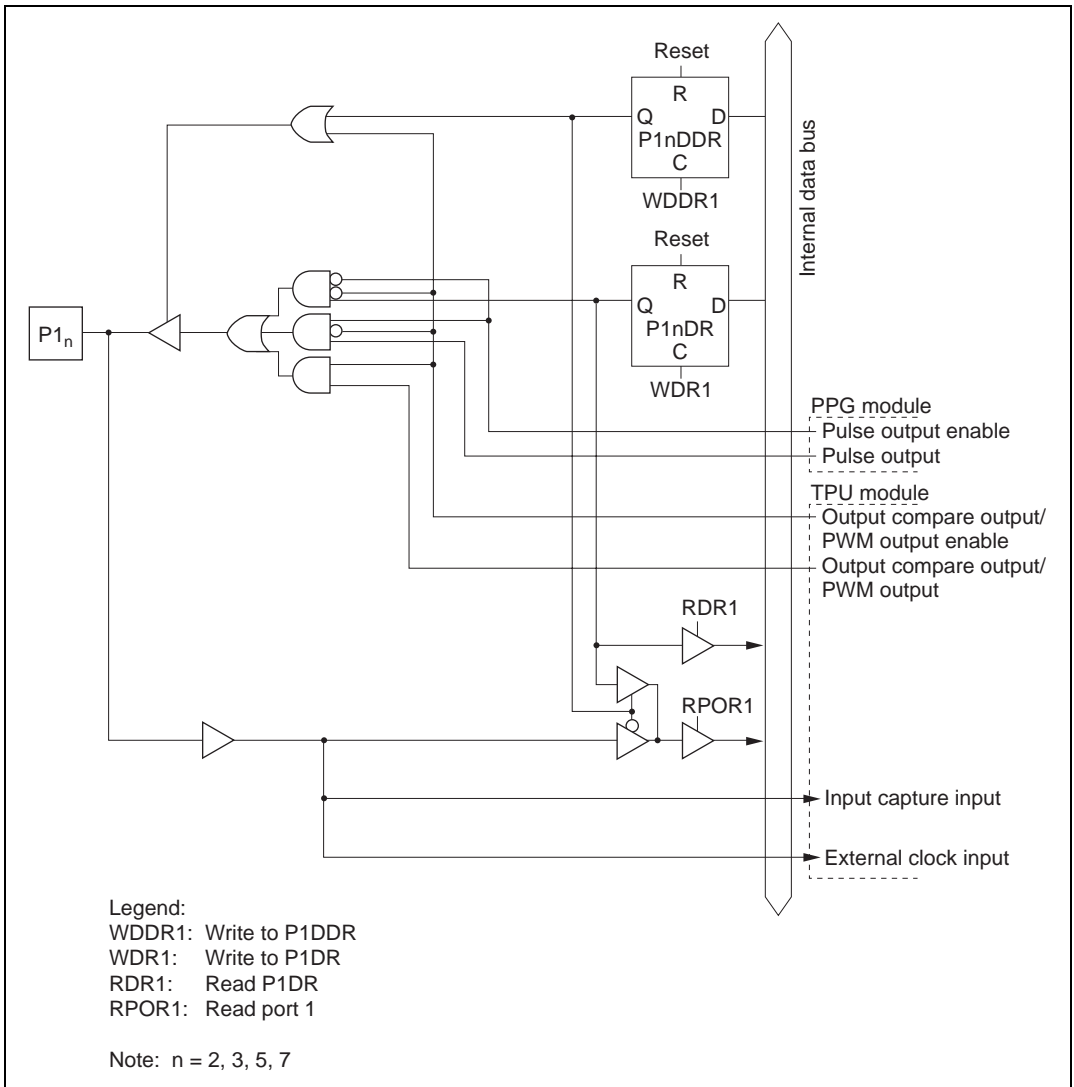 Reset
R
Q D
P1nDDR
C
WDDR1
Internal data bus
Reset
R
Q D
P1nDR
C
WDR1
P1n
PPG module
Pulse output enable
Pulse output
TPU module
Output compare output/
PWM output enable
Output compare output/
PWM output
RDR1
RPOR1
Input capture input
External clock input
Legend:
WDDR1: Write to P1DDR
WDR1: Write to P1DR
RDR1: Read P1DR
RPOR1: Read port 1
Note: n = 2, 3, 5, 7